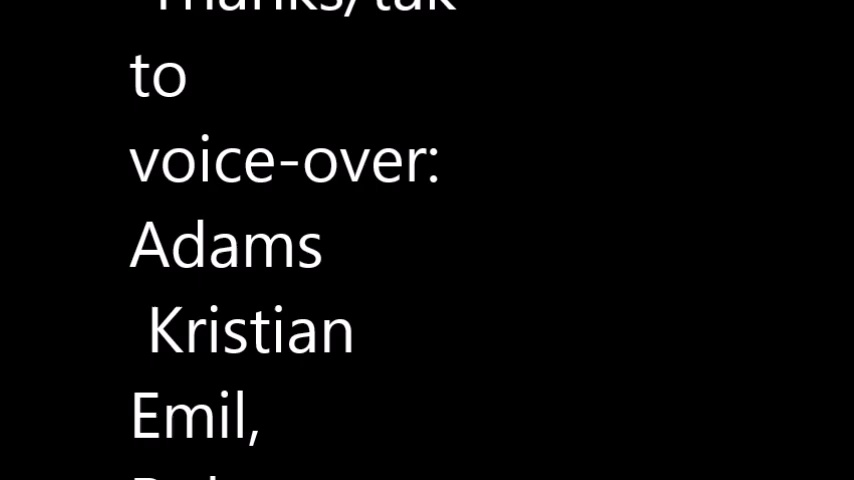 Thanks/tak
to
voice-over:
Adams
Kristian
Emil,